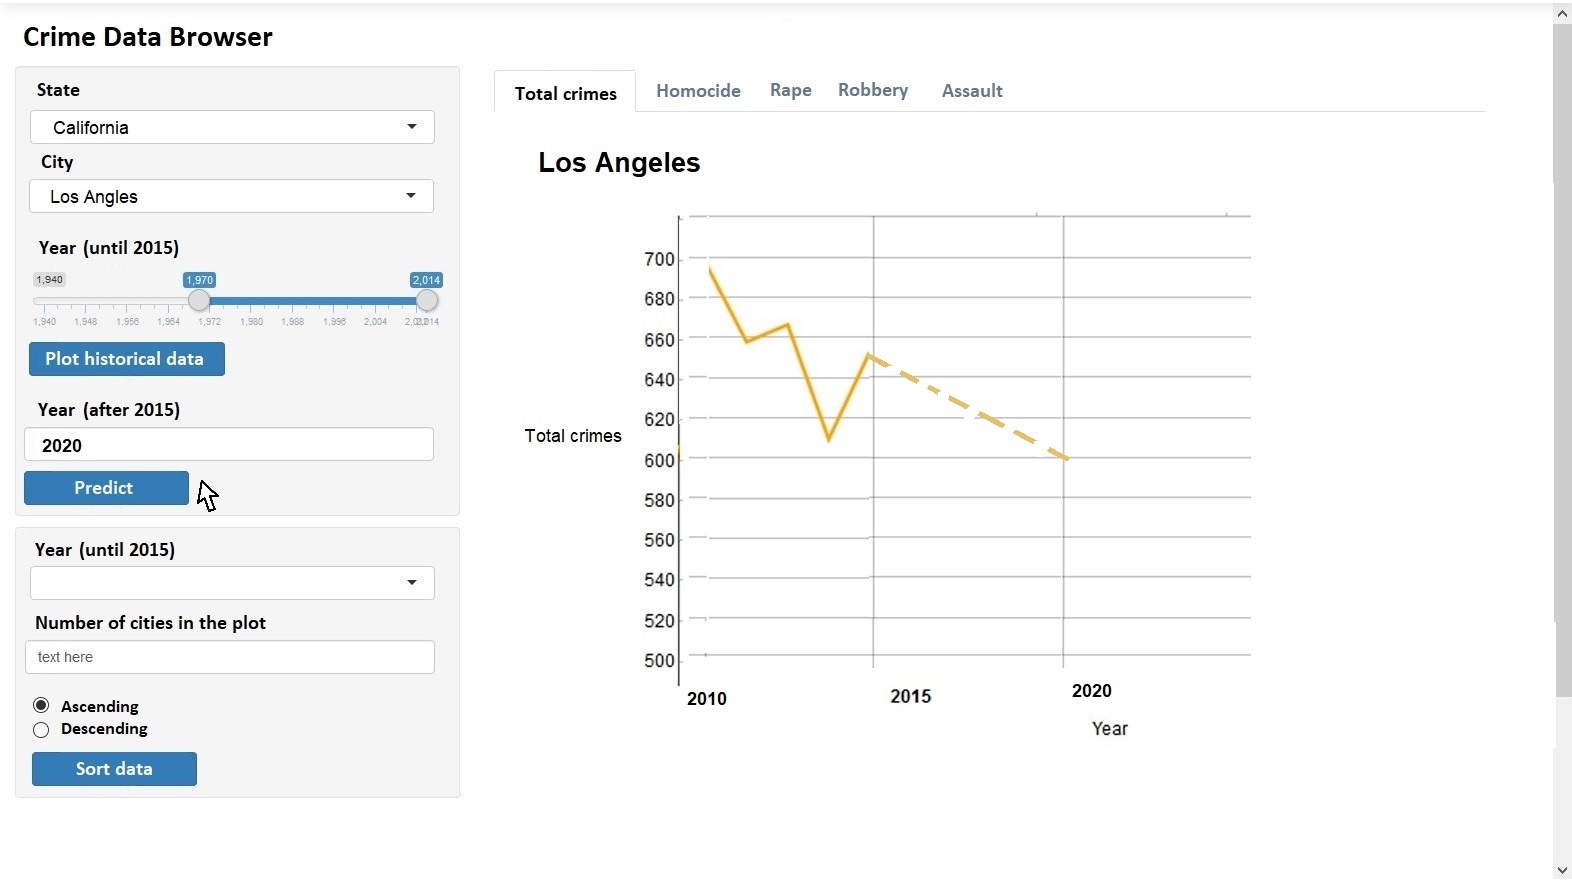 Crime Data Browser
State
California
City
Los Angles
Year (until 2015)
1,940 1,970 2,014
1,940 1,948 1,956 1,964 1,972 1,980 1,988 1,996 2,004 2,014
Plot historical data
Year (after 2015)
2020
Predict
Year (until 2015)
Number of cities in the plot
text here
Ascending
Descending
Sort data
Total crimes Homocide Rape Robbery Assault
Los Angeles
700
680
660
640
620
Total crimes
600
580
560
540
520
500
2010 2015 2020
Year